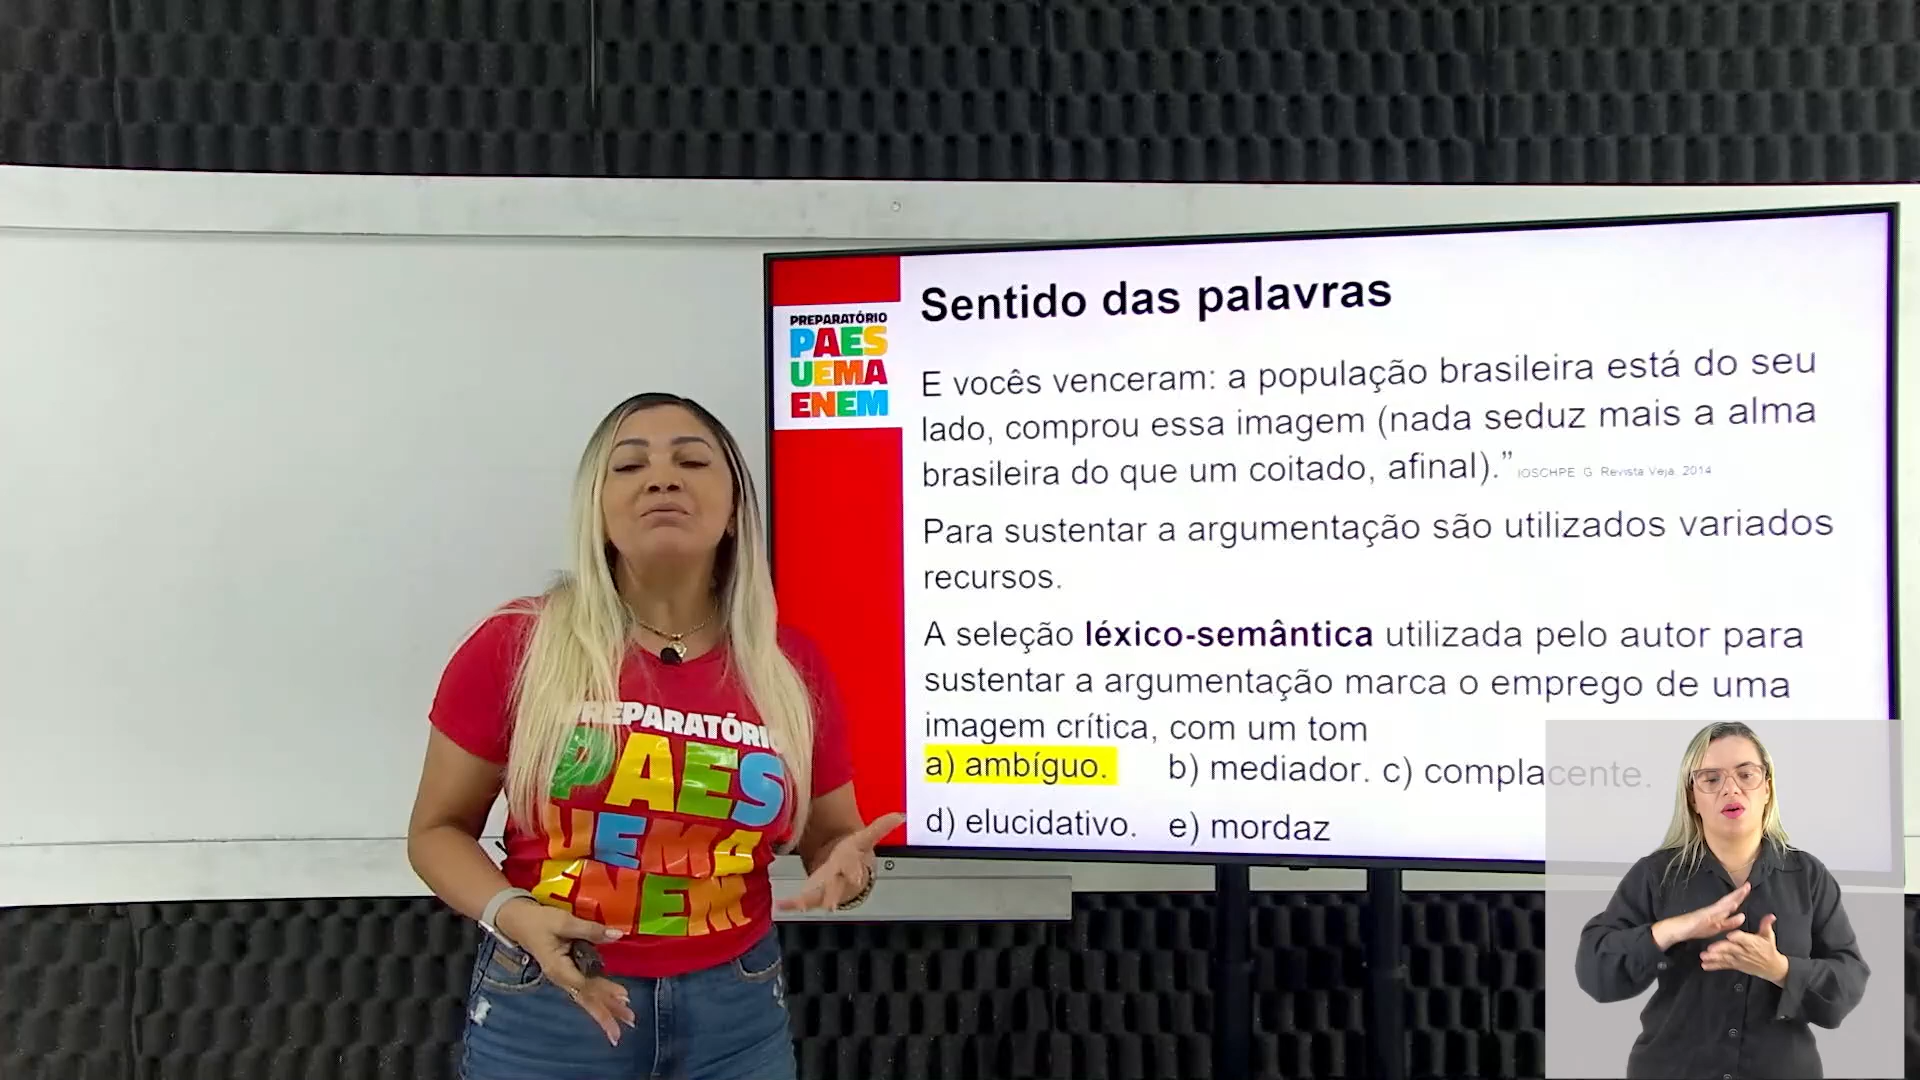 Sentido das palavras
PREPARATÓRIO
PAES
UEMA
ENEM
E vocês venceram: a população brasileira está do seu
lado, comprou essa imagem (nada seduz mais a alma
brasileira do que um coitado, afinal).” IOSCHPE G Revista Veja 2014
Para sustentar a argumentação são utilizados variados
recursos.
A seleção léxico-semântica utilizada pelo autor para
sustentar a argumentação marca o emprego de uma
imagem crítica, com um tom
a) ambíguo. b) mediador. c) complacente.
d) elucidativo. e) mordaz
PREPARATÓRIO
PAES
UEMA
ENEM